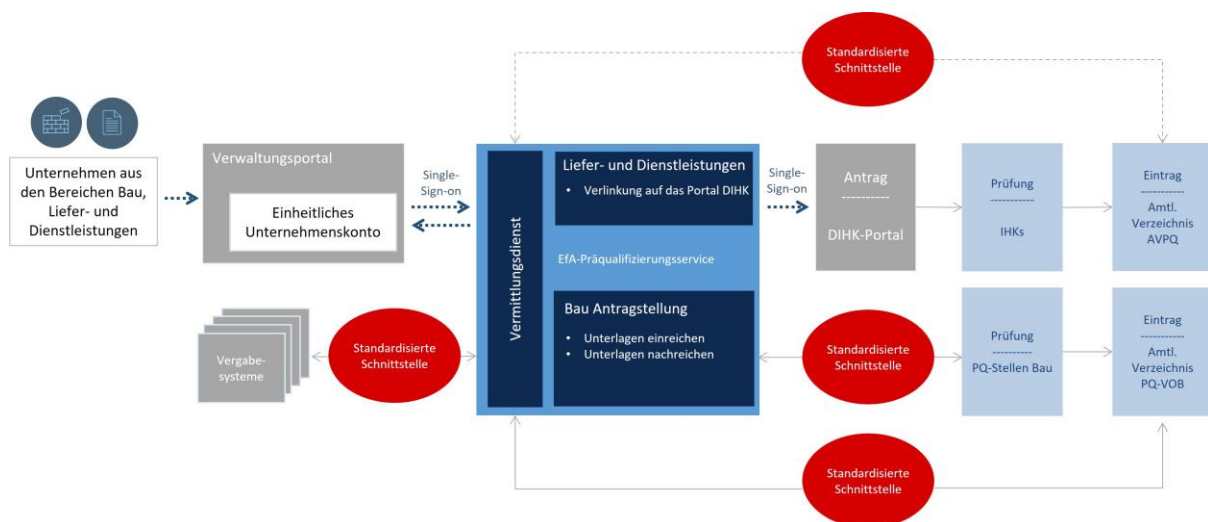 Standardisierte
Schnittstelle
Unternehmen aus
den Bereichen Bau,
Liefer- und
Dienstleistungen
Verwaltungsportal
Einheitliches
Unternehmenskonto
Single-
Sign-on
Vermittlungsdienst
Liefer- und Dienstleistungen
• Verlinkung auf das Portal DIHK
EfA-Präqualifizierungsservice
Bau Antragstellung
• Unterlagen einreichen
• Unterlagen nachreichen
Single-
Sign-on
Antrag
----------
DIHK-Portal
Prüfung
-----------
IHKs
Eintrag
-----------
Amtl.
Verzeichnis
AVPQ
Vergabe-
systeme
Standardisierte
Schnittstelle
Standardisierte
Schnittstelle
Prüfung
----------
PQ-Stellen Bau
Eintrag
-----------
Amtl.
Verzeichnis
PQ-VOB
Standardisierte
Schnittstelle